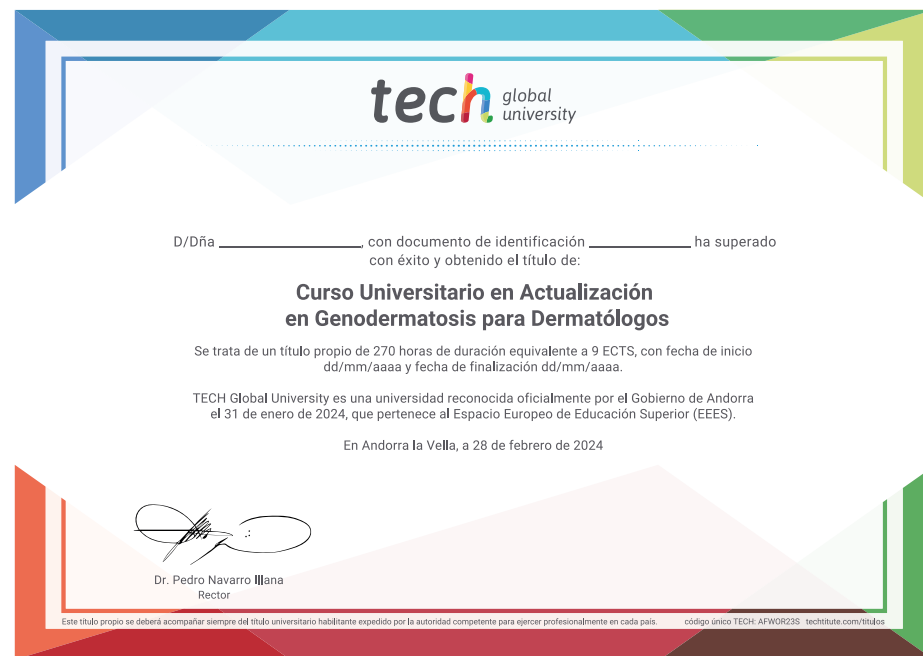 tech global university
D/Dña ______________, con documento de identificación ______________ ha superado
con éxito y obtenido el título de:
Curso Universitario en Actualización
en Genodermatosis para Dermatólogos
Se trata de un título propio de 270 horas de duración equivalente a 9 ECTS, con fecha de inicio
dd/mm/aaaa y fecha de finalización dd/mm/aaaa.
TECH Global University es una universidad reconocida oficialmente por el Gobierno de Andorra
el 31 de enero de 2024, que pertenece al Espacio Europeo de Educación Superior (EEES).
En Andorra la Vella, a 28 de febrero de 2024
Dr. Pedro Navarro Illana
Rector
Este título propio se deberá acompañar siempre del título universitario habilitante expedido por la autoridad competente para ejercer profesionalmente en cada país. código único TECH: AFWOR23S techtitute.com/titulos